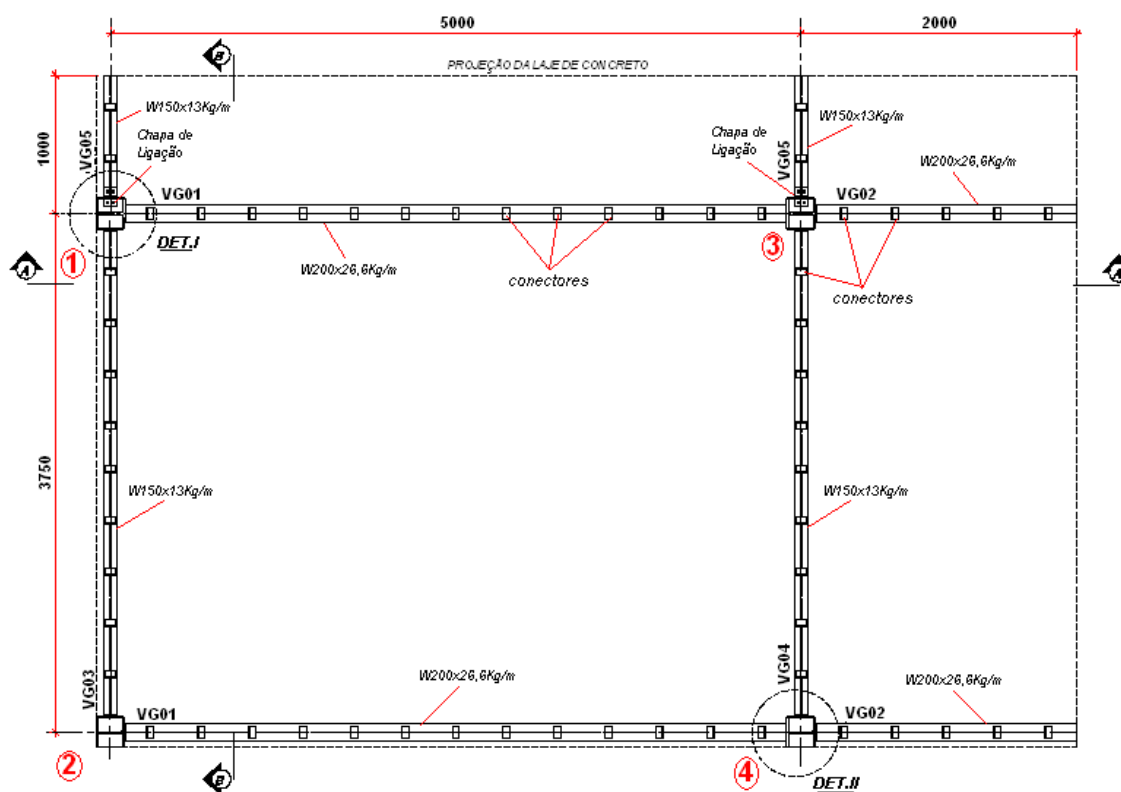 5000
2000
B
PROJEÇÃO DA LAJE DE CONCRETO
W150x13Kg/m
W150x13Kg/m
1000
VG05
Chapa de
Ligação
Chapa de
Ligação
VG05
W200x26,6Kg/m
VG01
VG02
DET.I
1
3
A
W200x26,6Kg/m
conectores
conectores
A
3750
W150x13Kg/m
W150x13Kg/m
VG03
W200x26,6Kg/m
VG04
W200x26,6Kg/m
VG01
VG02
2
B
4
DET.II